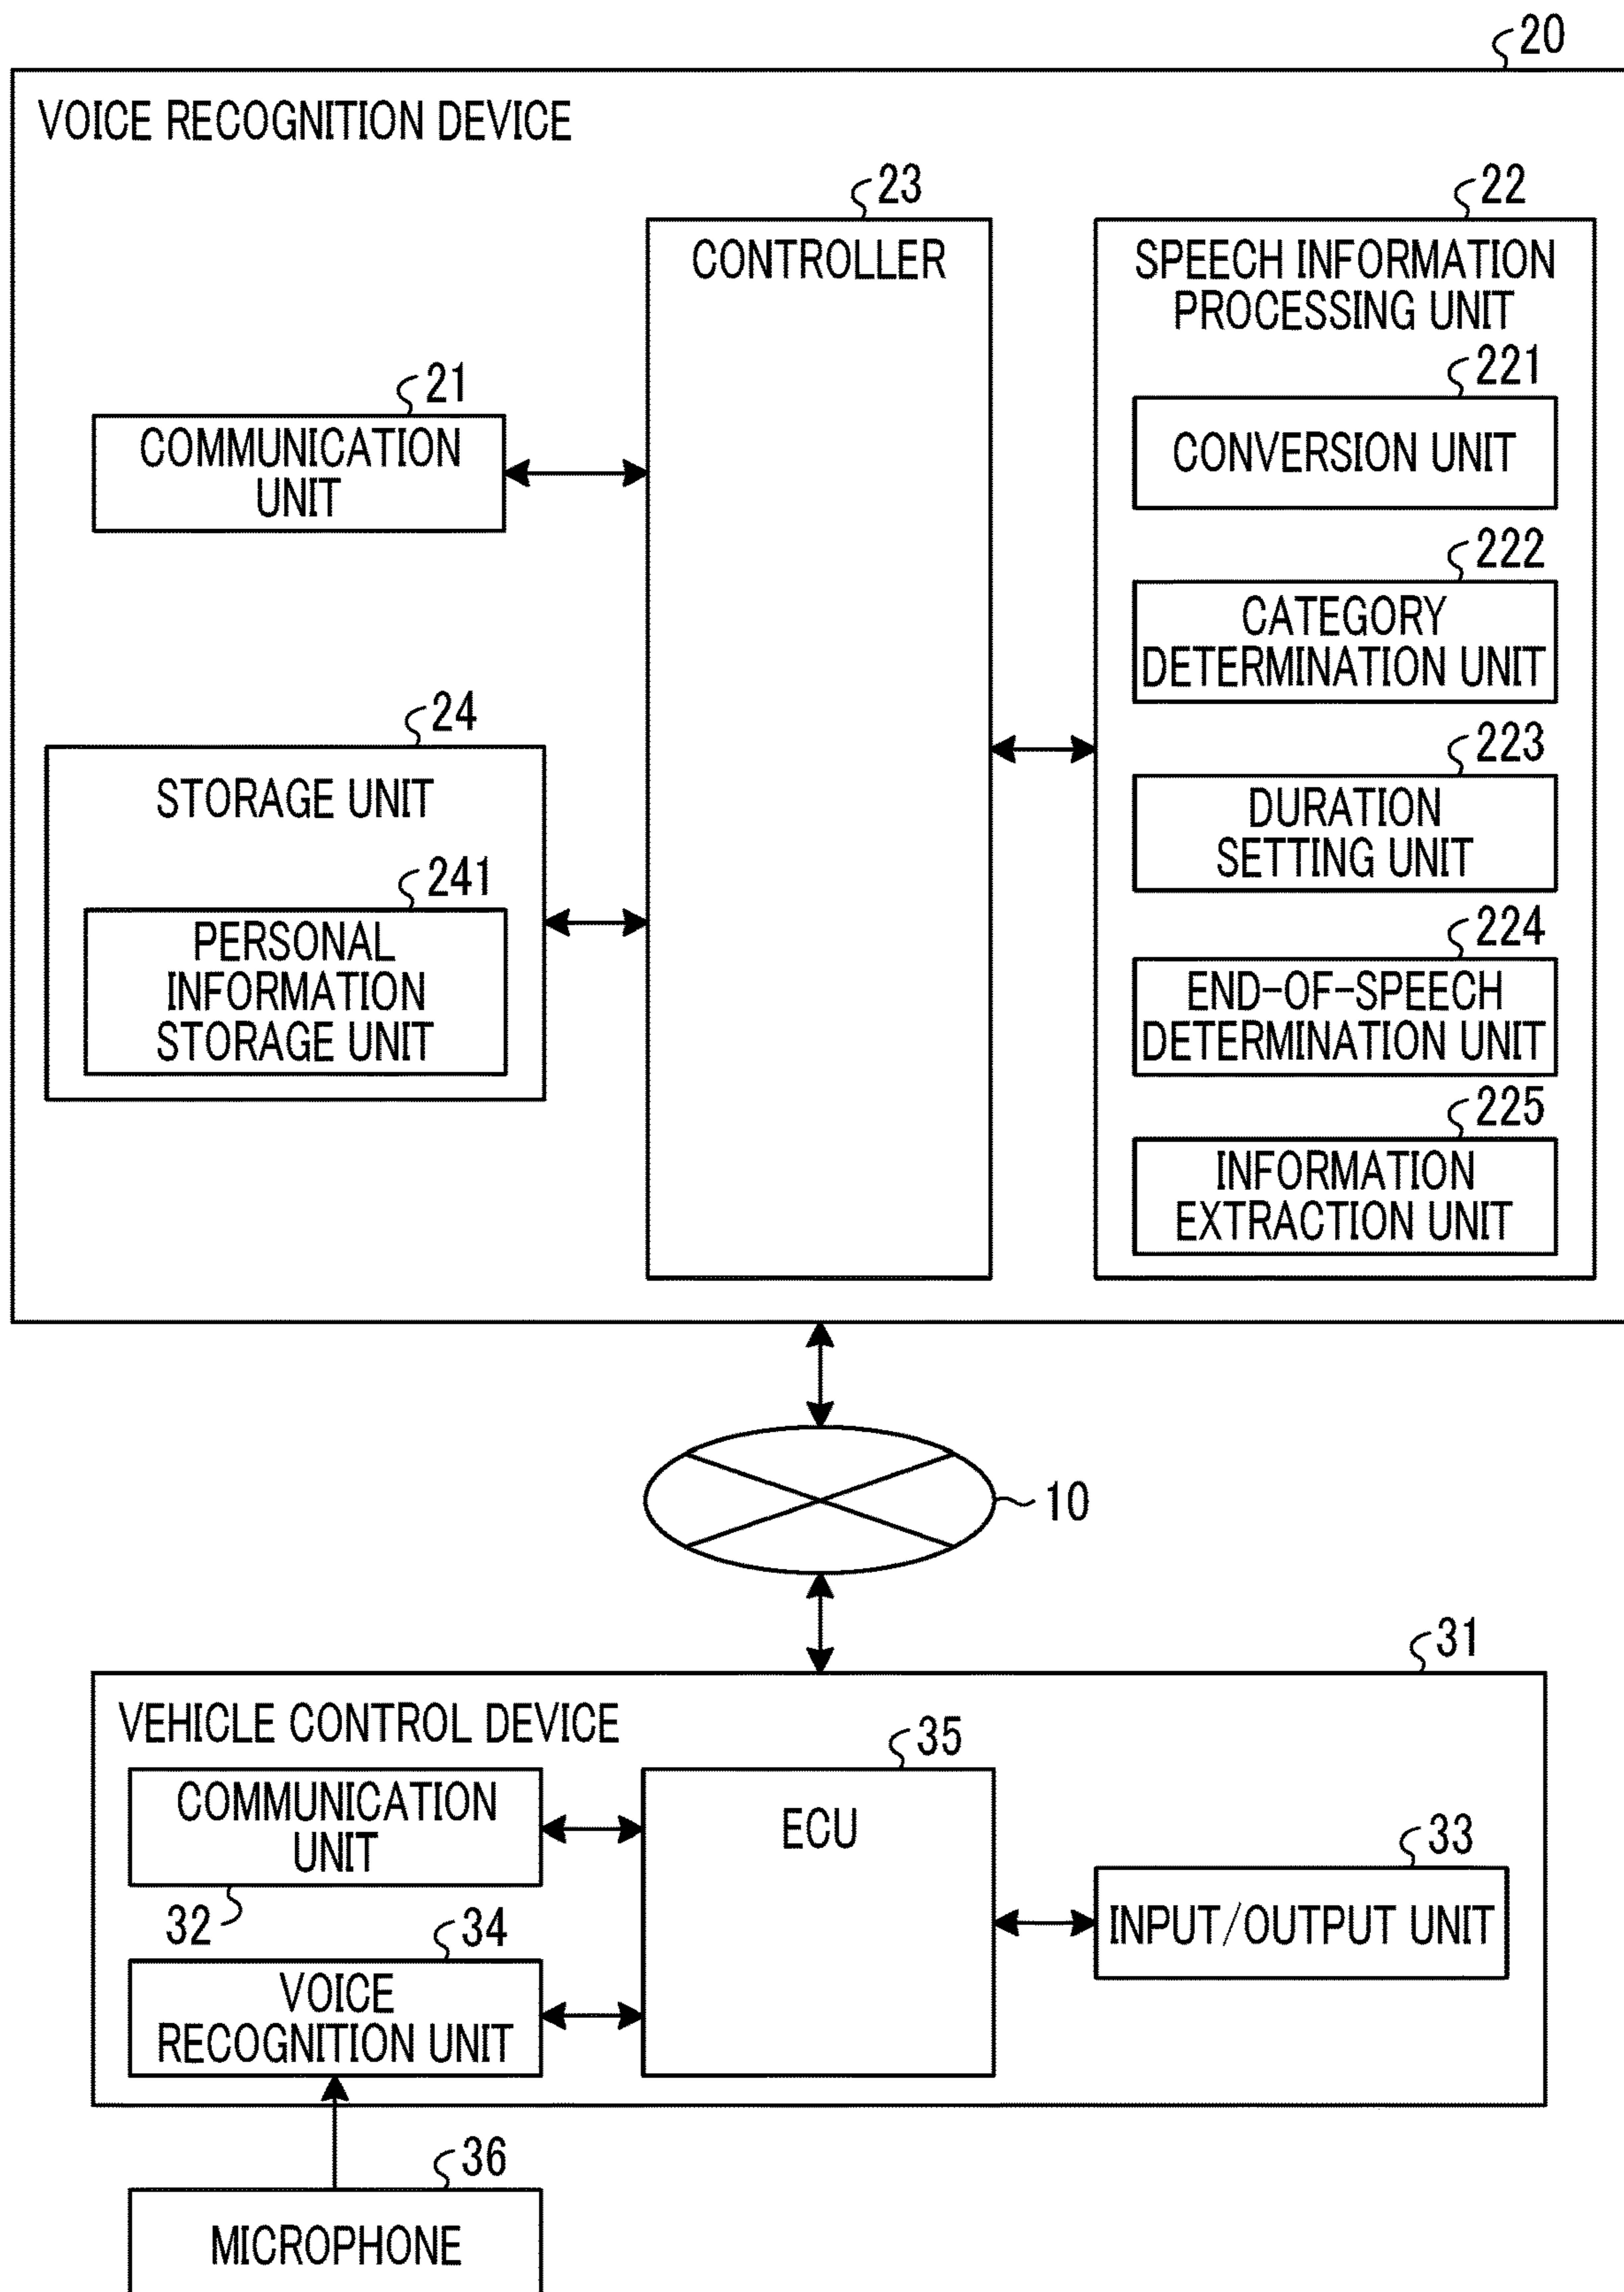 20
VOICE RECOGNITION DEVICE
23
CONTROLLER
22
SPEECH INFORMATION
PROCESSING UNIT
21
COMMUNICATION
UNIT
221
CONVERSION UNIT
222
CATEGORY
DETERMINATION UNIT
24
STORAGE UNIT
241
PERSONAL
INFORMATION
STORAGE UNIT
223
DURATION
SETTING UNIT
224
END-OF-SPEECH
DETERMINATION UNIT
225
INFORMATION
EXTRACTION UNIT
10
31
VEHICLE CONTROL DEVICE
COMMUNICATION
UNIT
32
35
ECU
33
INPUT/OUTPUT UNIT
34
VOICE
RECOGNITION UNIT
36
MICROPHONE